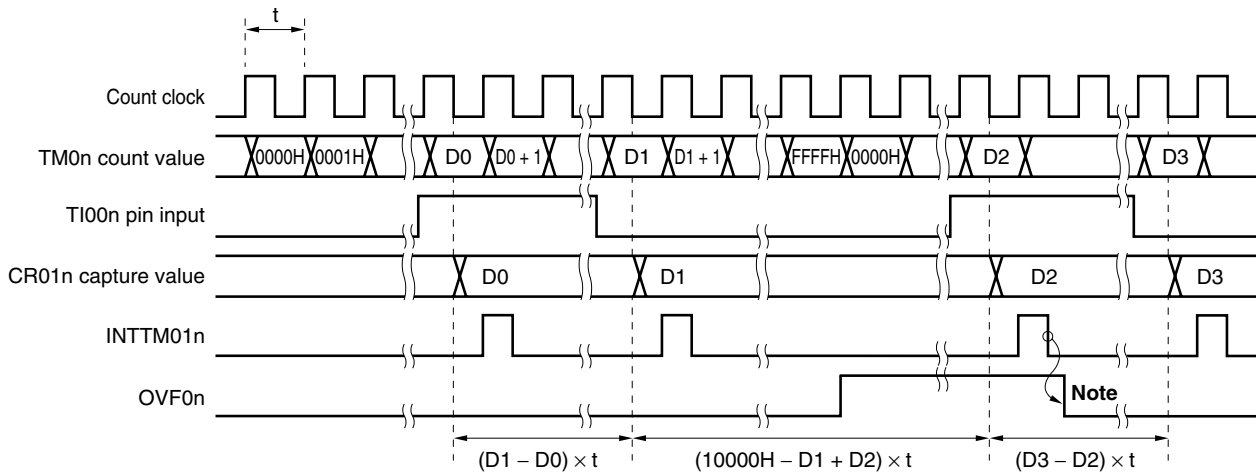 t
Count clock
TM0n count value 0000H 0001H D0 D0 + 1 D1 D1 + 1 FFFFH 0000H D2 D3
TI00n pin input
CR01n capture value D0 D1 D2 D3
INTTM01n
OVF0n Note
(D1 – D0) × t (10000H – D1 + D2) × t (D3 – D2) × t